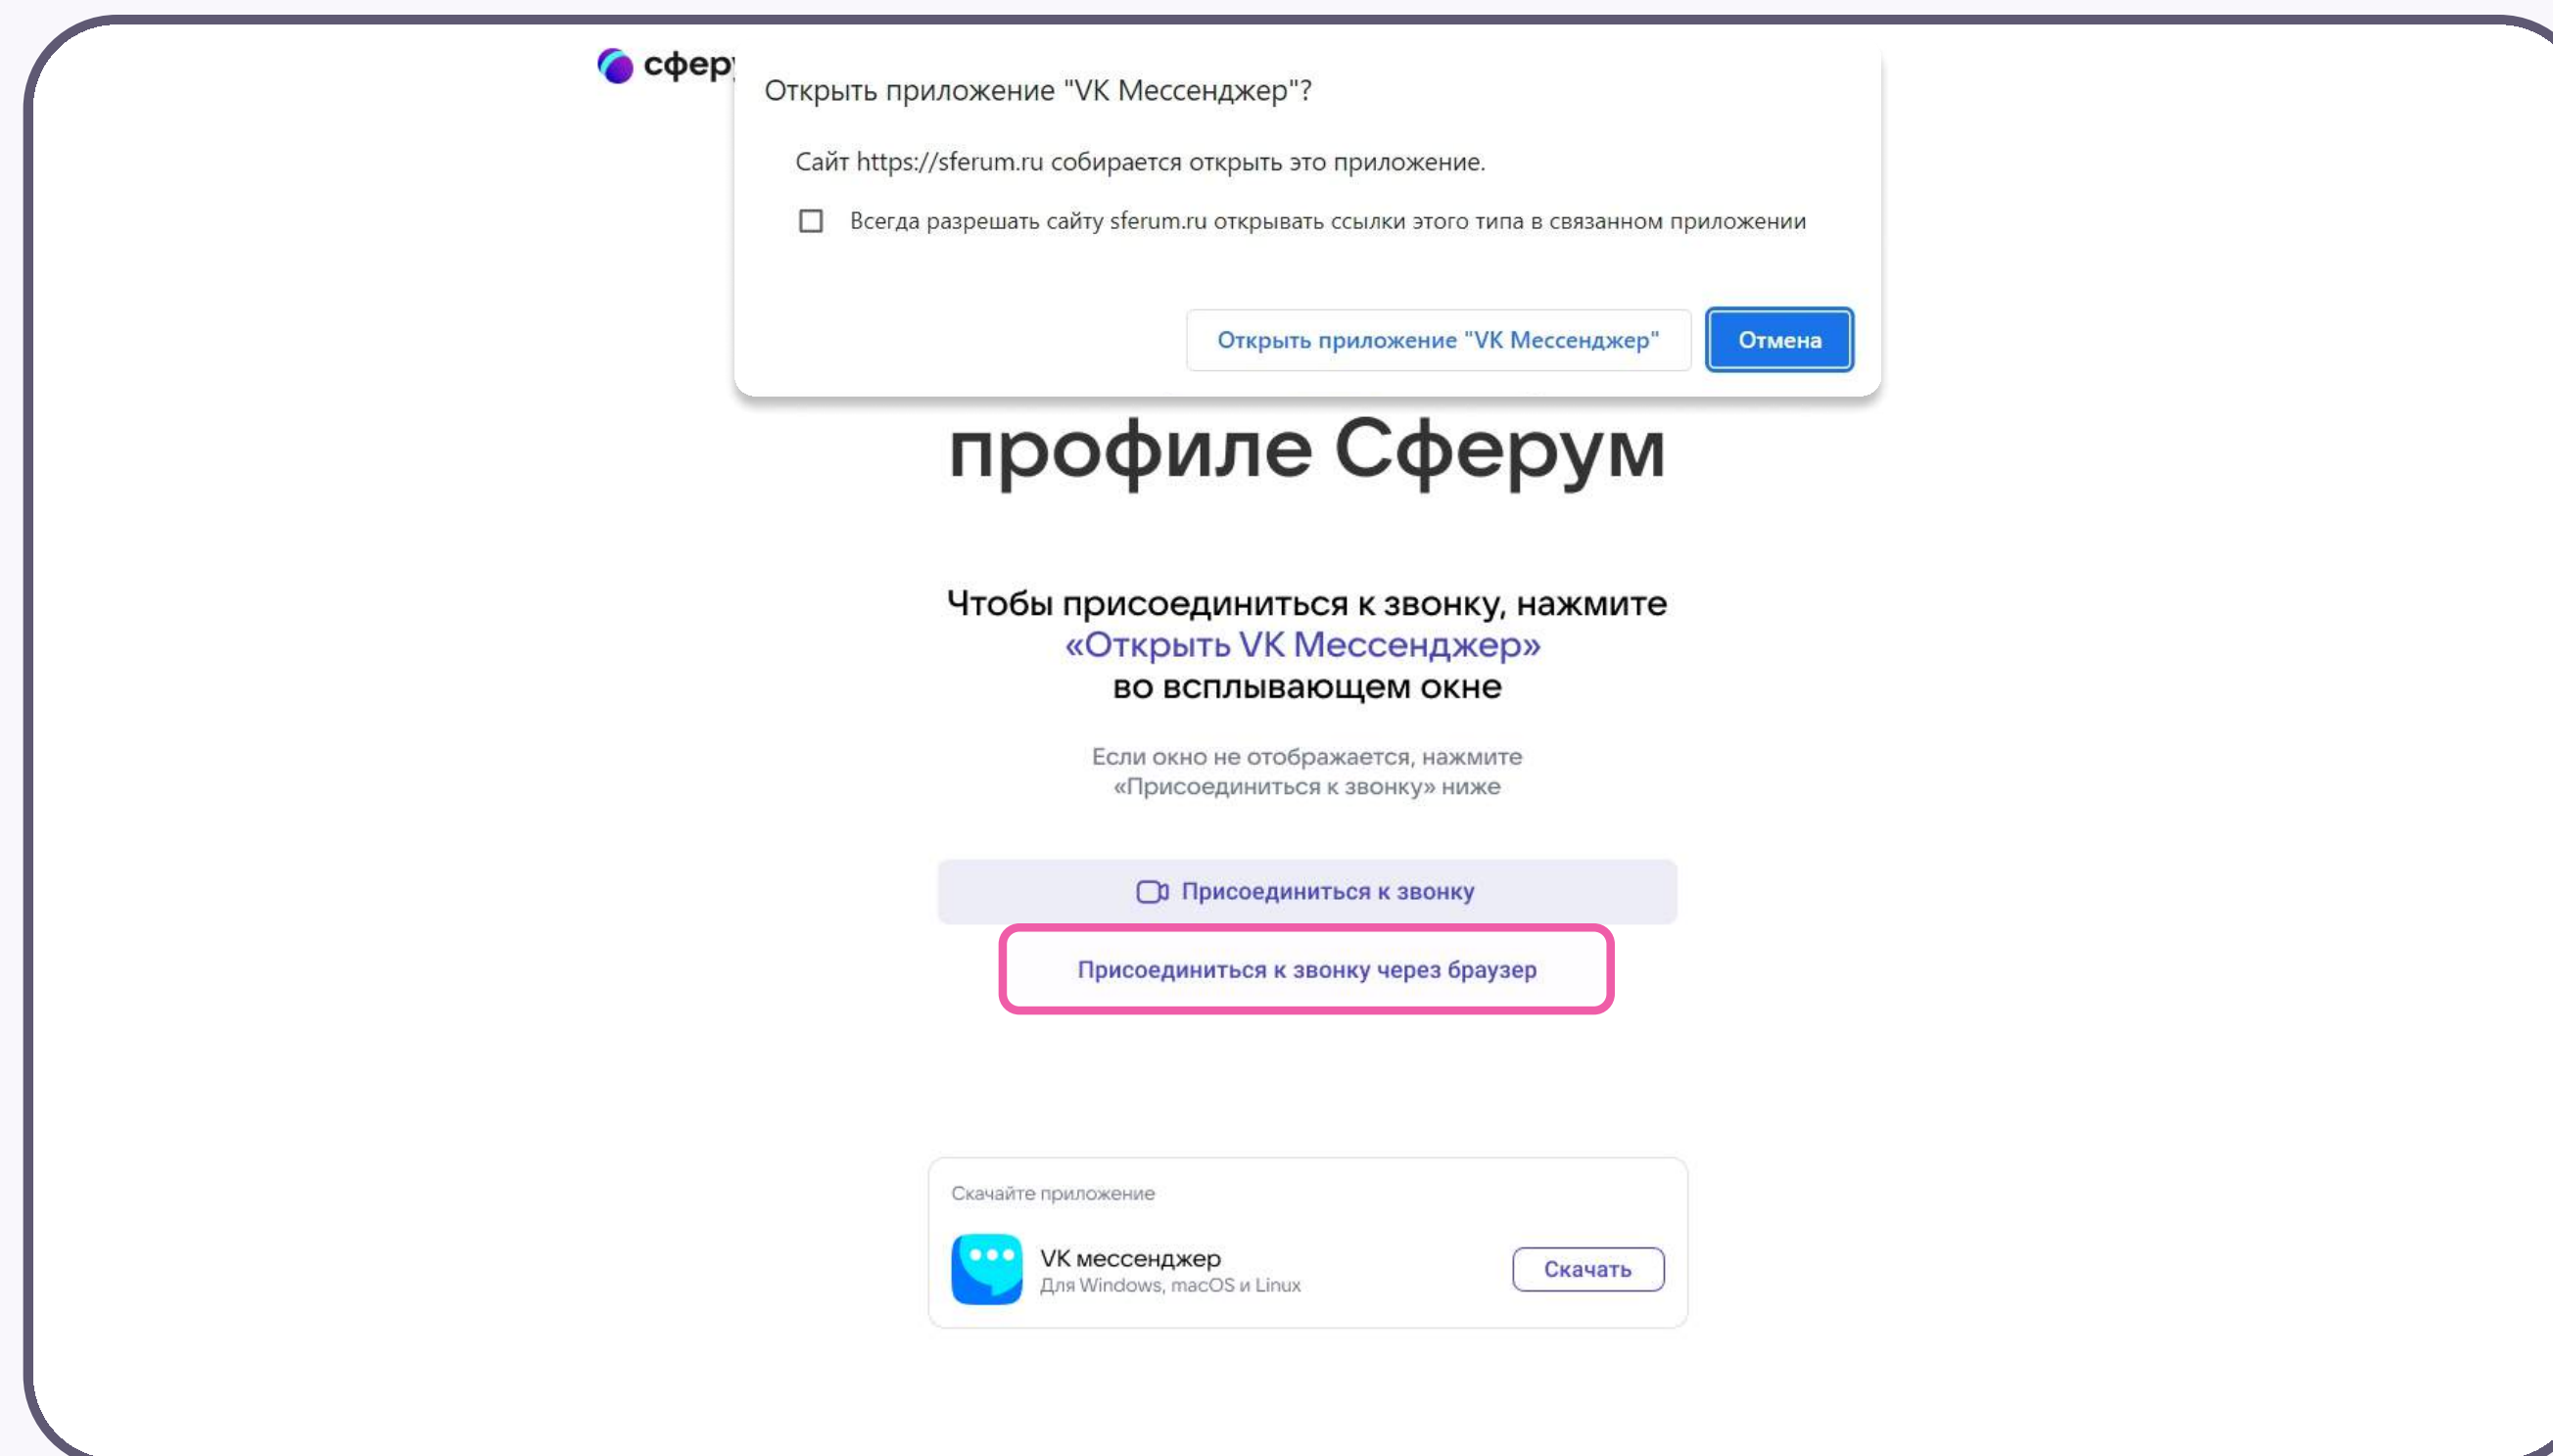 сфер
Открыть приложение "VK Мессенджер"?
Сайт https://sferum.ru собирается открыть это приложение.
Всегда разрешать сайту sferum.ru открывать ссылки этого типа в связанном приложении
Открыть приложение "VK Мессенджер"
Отмена
профиле Сферум
Чтобы присоединиться к звонку, нажмите
«Открыть VK Мессенджер»
во всплывающем окне
Если окно не отображается, нажмите
«Присоединиться к звонку» ниже
Присоединиться к звонку
Присоединиться к звонку через браузер
Скачайте приложение
VK мессенджер
Для Windows, macOS и Linux
Скачать